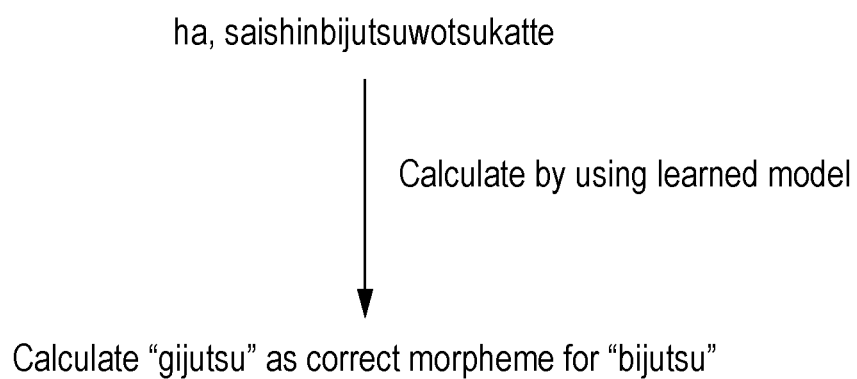 ha, saishinbijutsuwotsukatte
Calculate by using learned model
Calculate “gijutsu” as correct morpheme for “bijutsu”